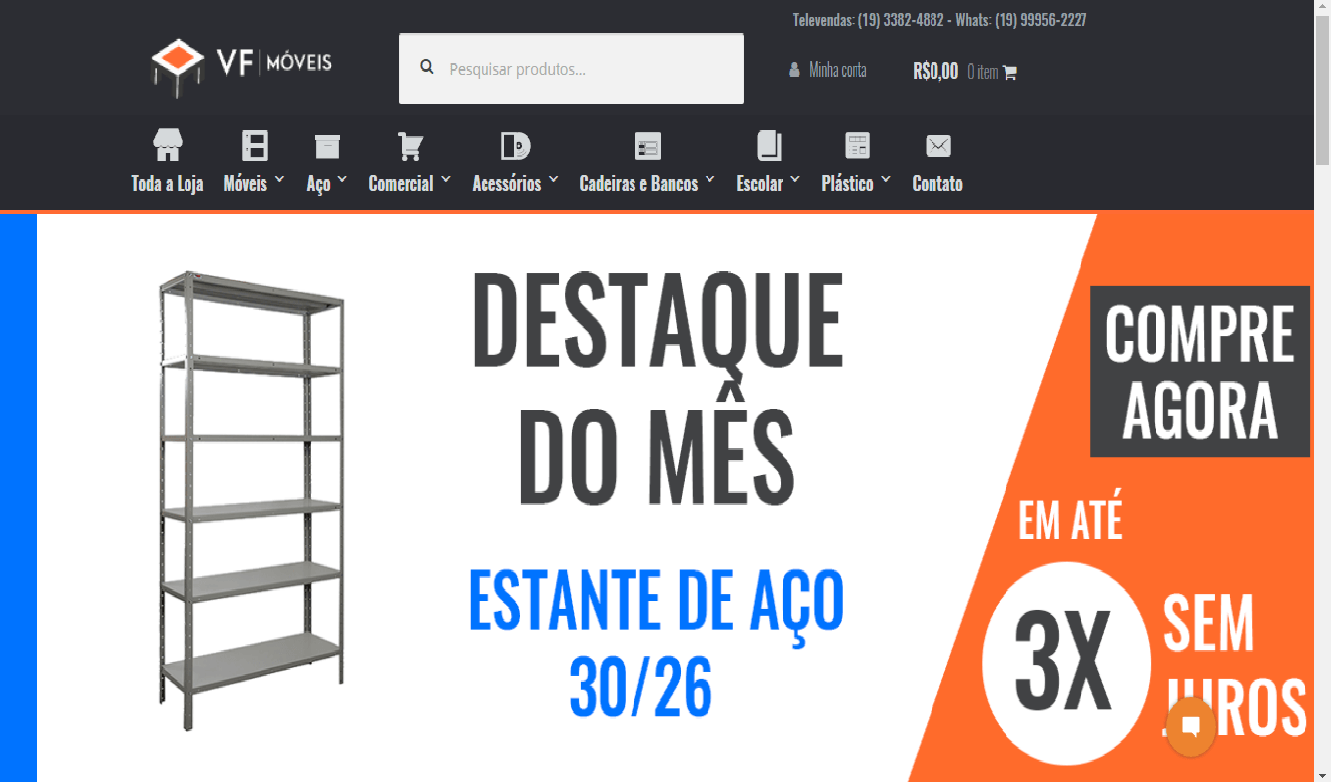 Televendas: (19) 3382-4882 - Whats: (19) 99956-2227
VF MÓVEIS
Pesquisar produtos...
Minha conta
R$0,00 0 item
Toda a Loja Móveis Aço Comercial Acessórios Cadeiras e Bancos Escolar Plástico Contato
DESTAQUE
DO MÊS
ESTANTE DE AÇO
30/26
COMPRE
AGORA
EM ATÉ
3X
SEM
JUROS